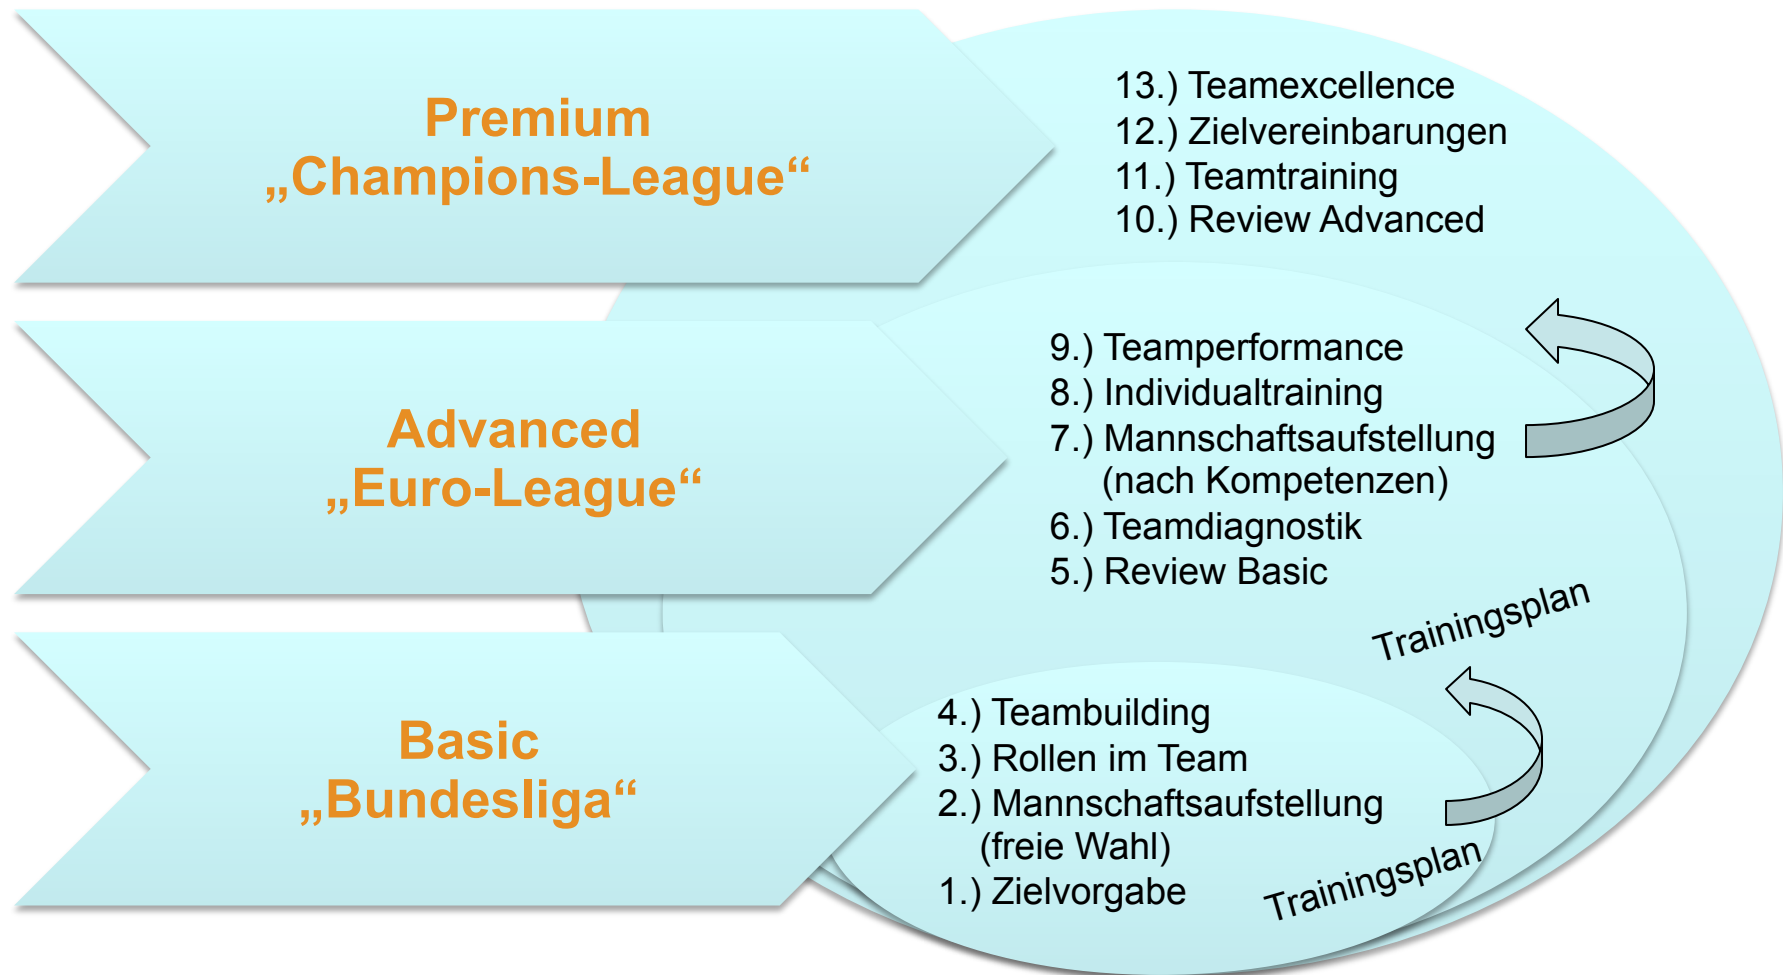 Premium
„Champions-League“
13.) Teamexcellence
12.) Zielvereinbarungen
11.) Teamtraining
10.) Review Advanced
Advanced
„Euro-League“
9.) Teamperformance
8.) Individualtraining
7.) Mannschaftsaufstellung
(nach Kompetenzen)
6.) Teamdiagnostik
5.) Review Basic
Trainingsplan
Basic
„Bundesliga“
4.) Teambuilding
3.) Rollen im Team
2.) Mannschaftsaufstellung
(freie Wahl)
1.) Zielvorgabe
Trainingsplan